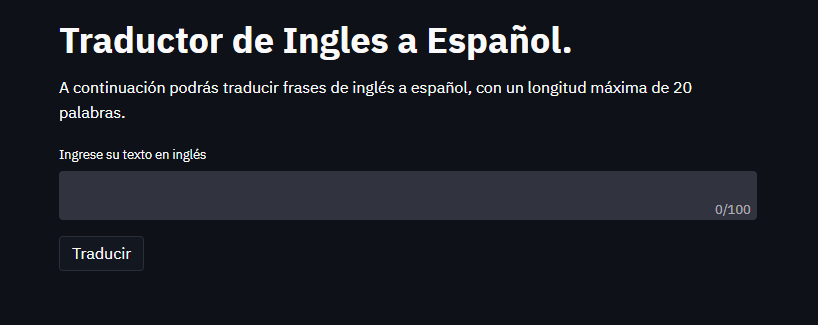 Traductor de Ingles a Español.
A continuación podrás traducir frases de inglés a español, con un longitud máxima de 20
palabras.
Ingrese su texto en inglés
0/100
Traducir